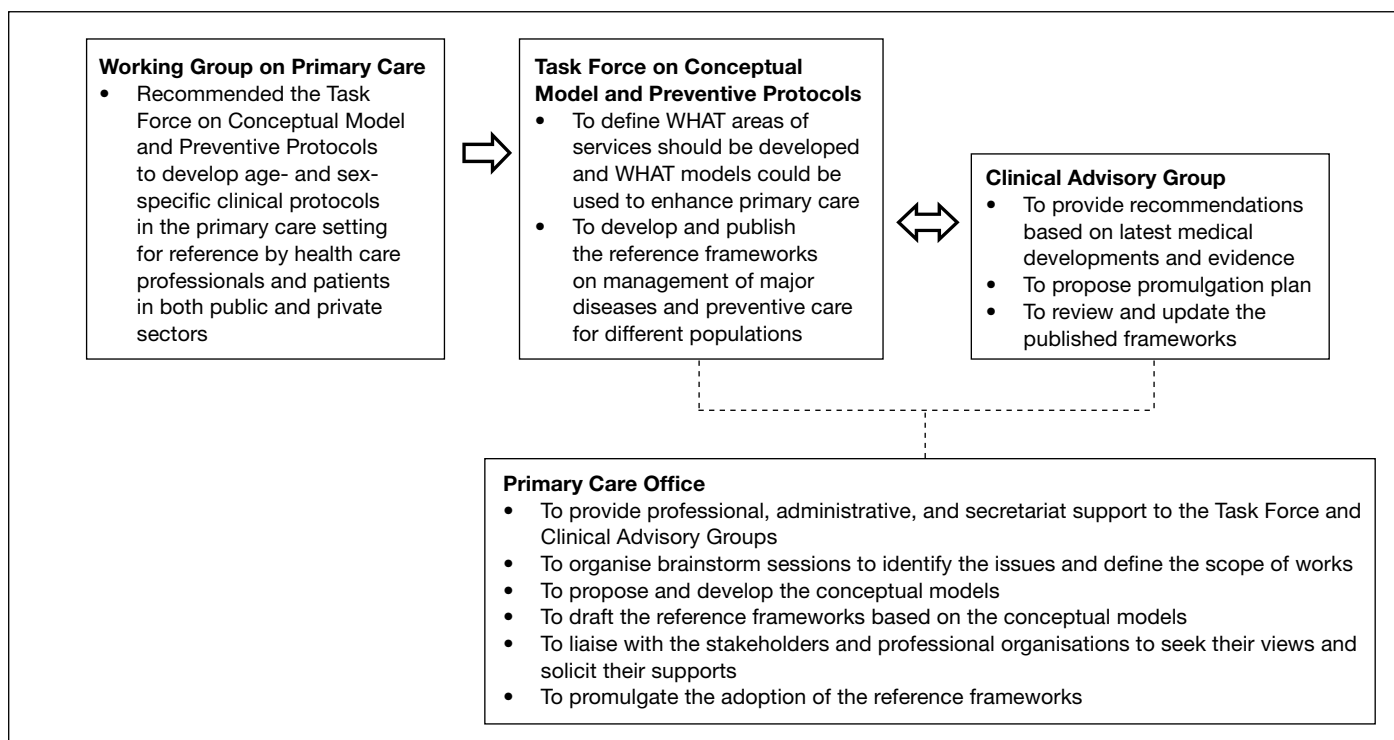 Working Group on Primary Care
• Recommended the Task
Force on Conceptual Model
and Preventive Protocols
to develop age- and sex-
specific clinical protocols
in the primary care setting
for reference by health care
professionals and patients
in both public and private
sectors
Task Force on Conceptual
Model and Preventive Protocols
• To define WHAT areas of
services should be developed
and WHAT models could be
used to enhance primary care
• To develop and publish
the reference frameworks
on management of major
diseases and preventive care
for different populations
Clinical Advisory Group
• To provide recommendations
based on latest medical
developments and evidence
• To propose promulgation plan
• To review and update the
published frameworks
Primary Care Office
• To provide professional, administrative, and secretariat support to the Task Force and
Clinical Advisory Groups
• To organise brainstorm sessions to identify the issues and define the scope of works
• To propose and develop the conceptual models
• To draft the reference frameworks based on the conceptual models
• To liaise with the stakeholders and professional organisations to seek their views and
solicit their supports
• To promulgate the adoption of the reference frameworks